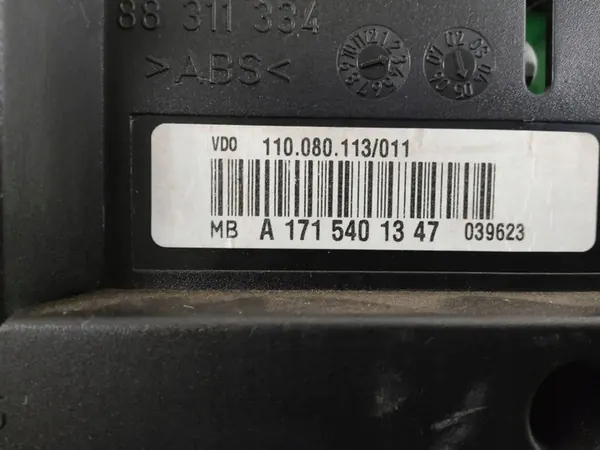 88 311 334
>ABS<
VDO 110.080.113/011
MB A 171 540 13 47 039623